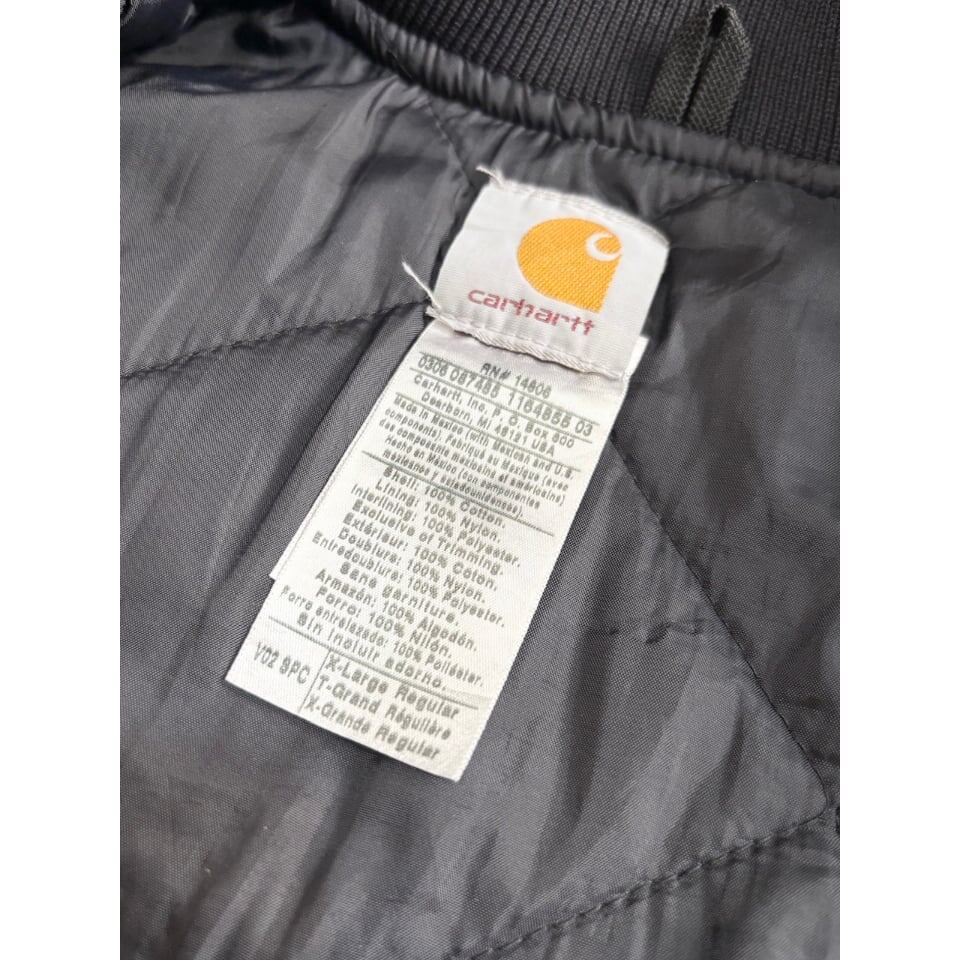 carhartt
RN# 14806
0306 087485 1164856 03
Carhartt, Inc. P. O. Box 600
Dearborn, MI 48121 USA
Made in Mexico (with Mexican and U.S.
components). Fabriqué au Mexique (avec
des composants mexicains et américains)
Hecho en México (con componentes
mexicanos y estadounidenses).
Shell: 100% Cotton.
Lining: 100% Nylon.
Interlining: 100% Polyester.
Exclusive of Trimming.
Extérieur: 100% Coton.
Doublure: 100% Nylon.
Entredoublure: 100% Polyester.
Sans garniture.
Armazón: 100% Algodón.
Forro: 100% Nilón.
Forro entrelazado: 100% Poliéster.
Sin incluir adorno.
V02 SPC
X-Large Regular
T-Grand Régulière
X-Grande Regular